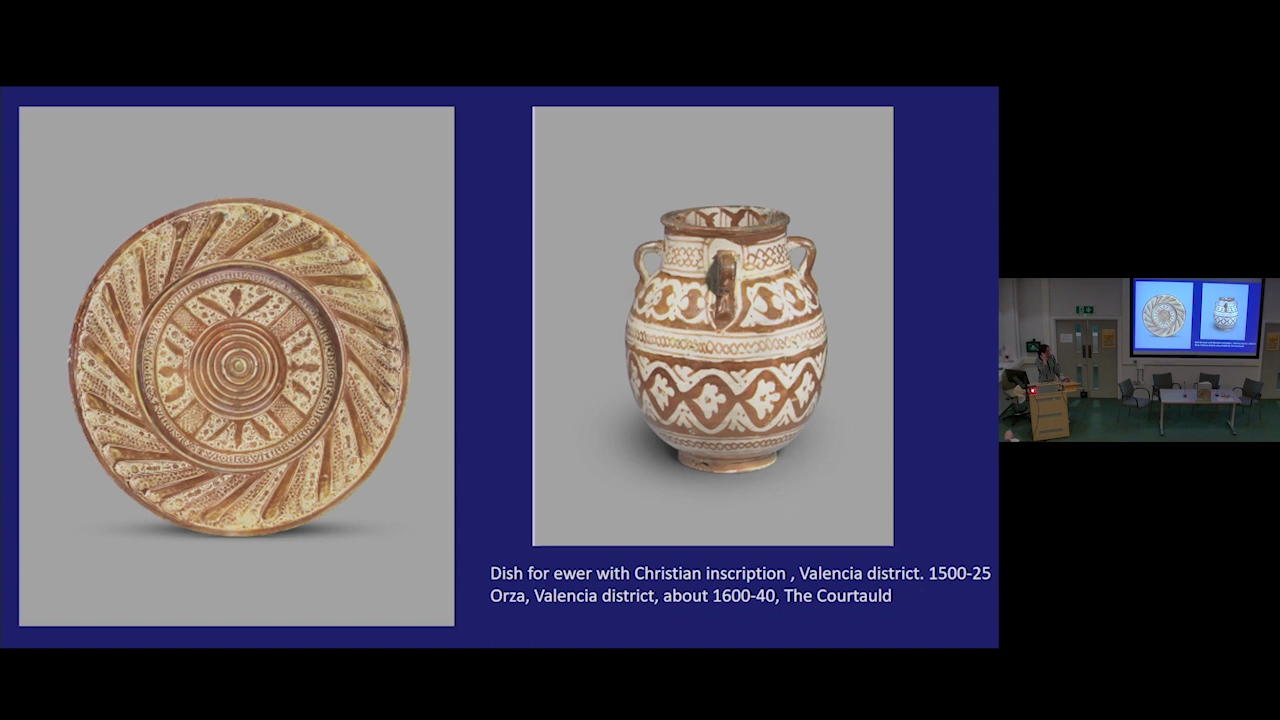 Dish for ewer with Christian inscription , Valencia district. 1500-25
Orza, Valencia district, about 1600-40, The Courtauld